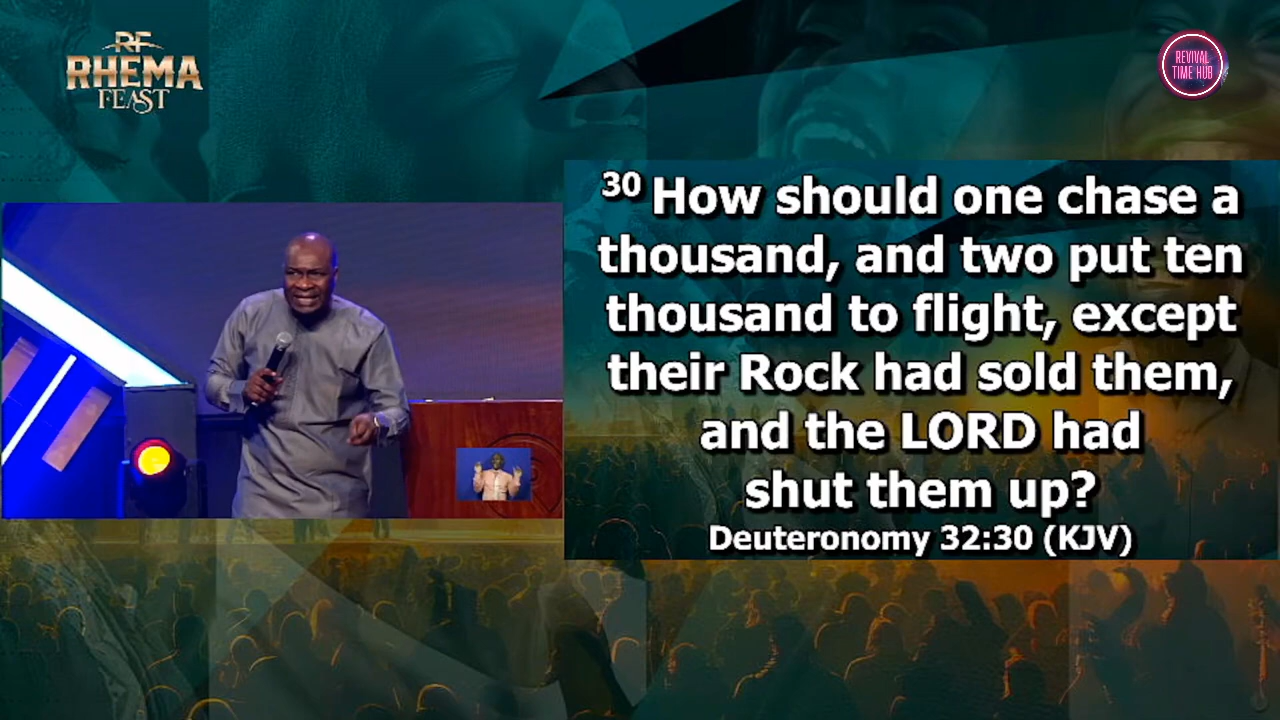 RF
RHEMA
FEAST
REVIVAL
TIME HUB
30 How should one chase a
thousand, and two put ten
thousand to flight, except
their Rock had sold them,
and the LORD had
shut them up?
Deuteronomy 32:30 (KJV)